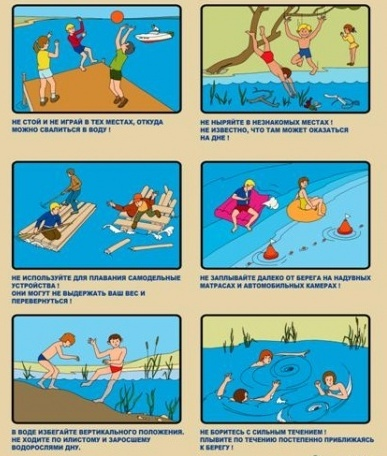 НЕ СТОЙ И НЕ ИГРАЙ В ТЕХ МЕСТАХ, ОТКУДА
МОЖНО СВАЛИТЬСЯ В ВОДУ !
НЕ НЫРЯЙТЕ В НЕЗНАКОМЫХ МЕСТАХ !
НЕ ИЗВЕСТНО, ЧТО ТАМ МОЖЕТ ОКАЗАТЬСЯ
НА ДНЕ !
НЕ ИСПОЛЬЗУЙТЕ ДЛЯ ПЛАВАНИЯ САМОДЕЛЬНЫЕ
УСТРОЙСТВА !
ОНИ МОГУТ НЕ ВЫДЕРЖАТЬ ВАШ ВЕС И
ПЕРЕВЕРНУТЬСЯ !
НЕ ЗАПЛЫВАЙТЕ ДАЛЕКО ОТ БЕРЕГА НА НАДУВНЫХ
МАТРАСАХ И АВТОМОБИЛЬНЫХ КАМЕРАХ !
В ВОДЕ ИЗБЕГАЙТЕ ВЕРТИКАЛЬНОГО ПОЛОЖЕНИЯ.
НЕ ХОДИТЕ ПО ИЛИСТОМУ И ЗАРОСШЕМУ
ВОДОРОСЛЯМИ ДНУ.
НЕ БОРИТЕСЬ С СИЛЬНЫМ ТЕЧЕНИЕМ !
ПЛЫВИТЕ ПО ТЕЧЕНИЮ ПОСТЕПЕННО ПРИБЛИЖАЯСЬ
К БЕРЕГУ !